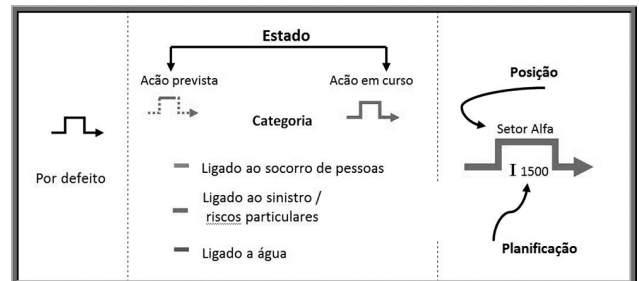 Estado
Acão prevista
Acão em curso
Posição
Categoria
Setor Alfa
I 1500
Por defeito
Ligado ao socorro de pessoas
Ligado ao sinistro /
riscos particulares
Ligado a água
Planificação